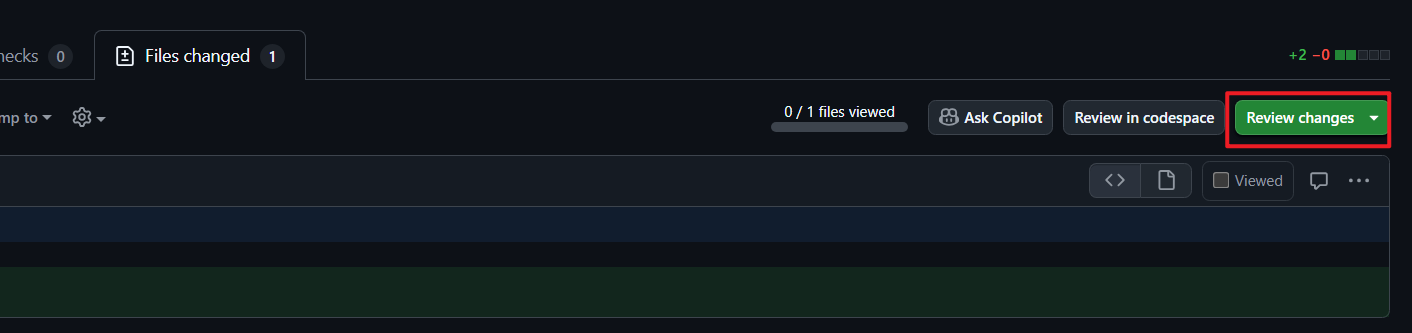 hecks 0
Files changed 1
+2 −0
mp to
0 / 1 files viewed
Ask Copilot
Review in codespace
Review changes
Viewed